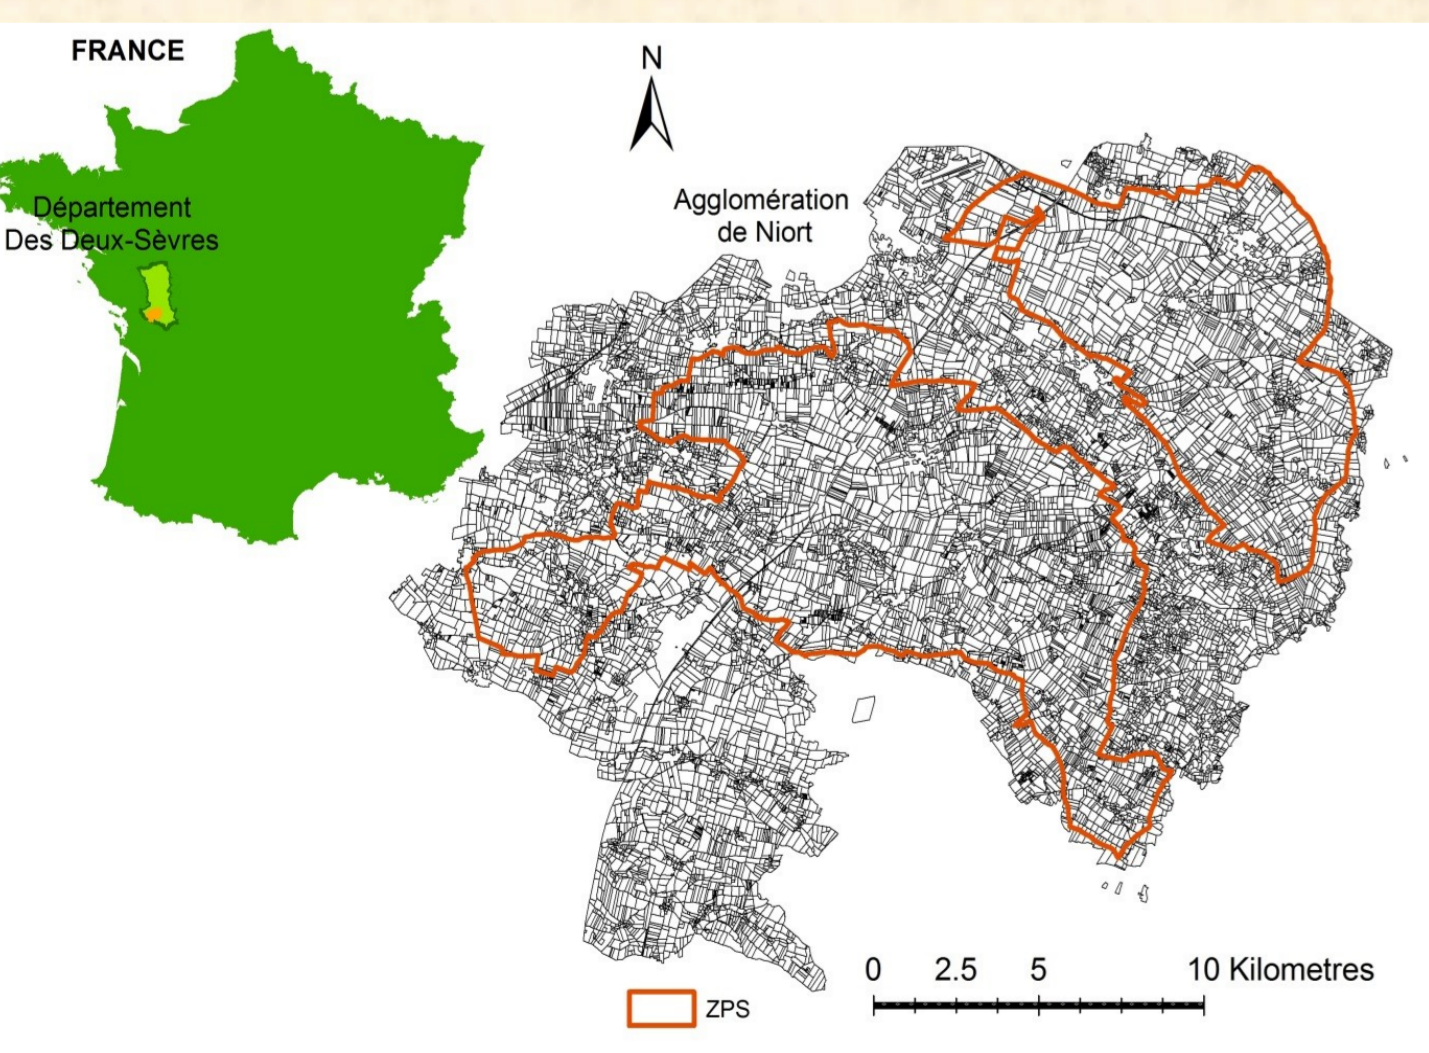 FRANCE
N
Département
Des Deux-Sèvres
Agglomération
de Niort
0 2.5 5 10 Kilometres
ZPS